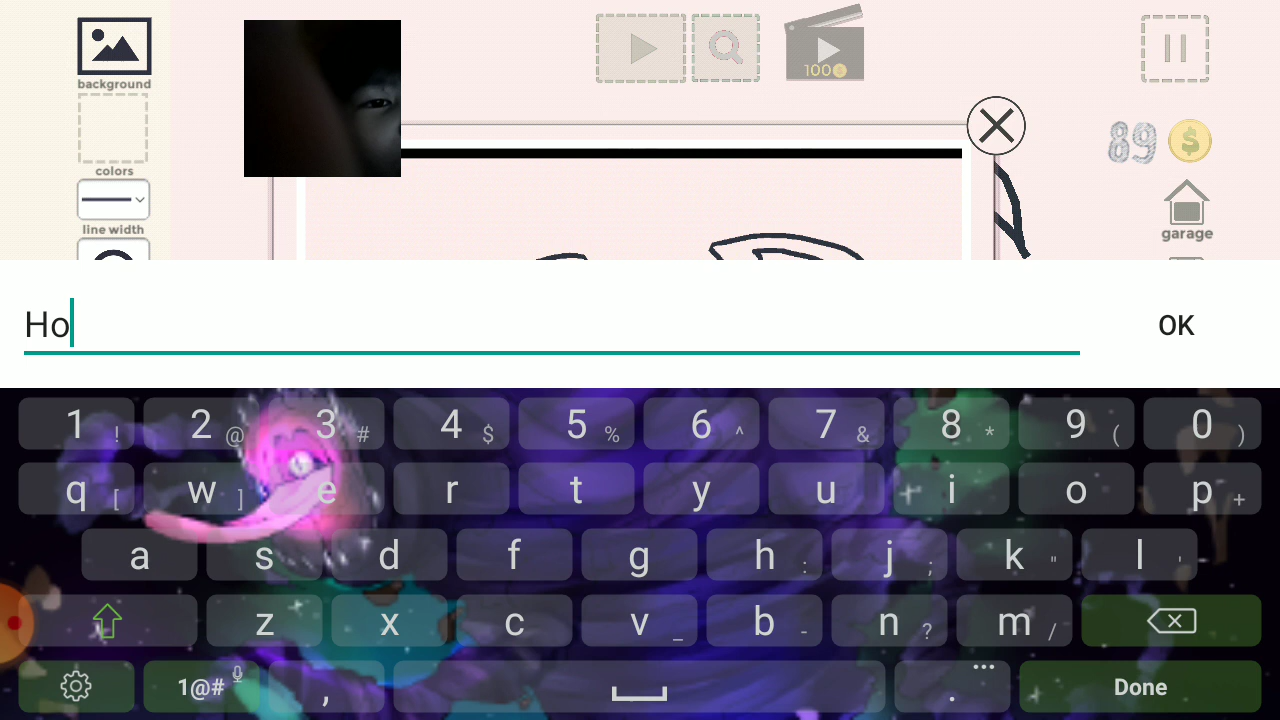 background
100
colors
89
line width
garage
Ho
OK
1 ! 2 @ 3 # 4 $ 5 % 6 ^ 7 & 8 * 9 ( 0 )
q [ w ] e r t y u i o p +
a s d f g h : j ; k " l '
z x c v _ b - n ? m /
1@# , . ... Done